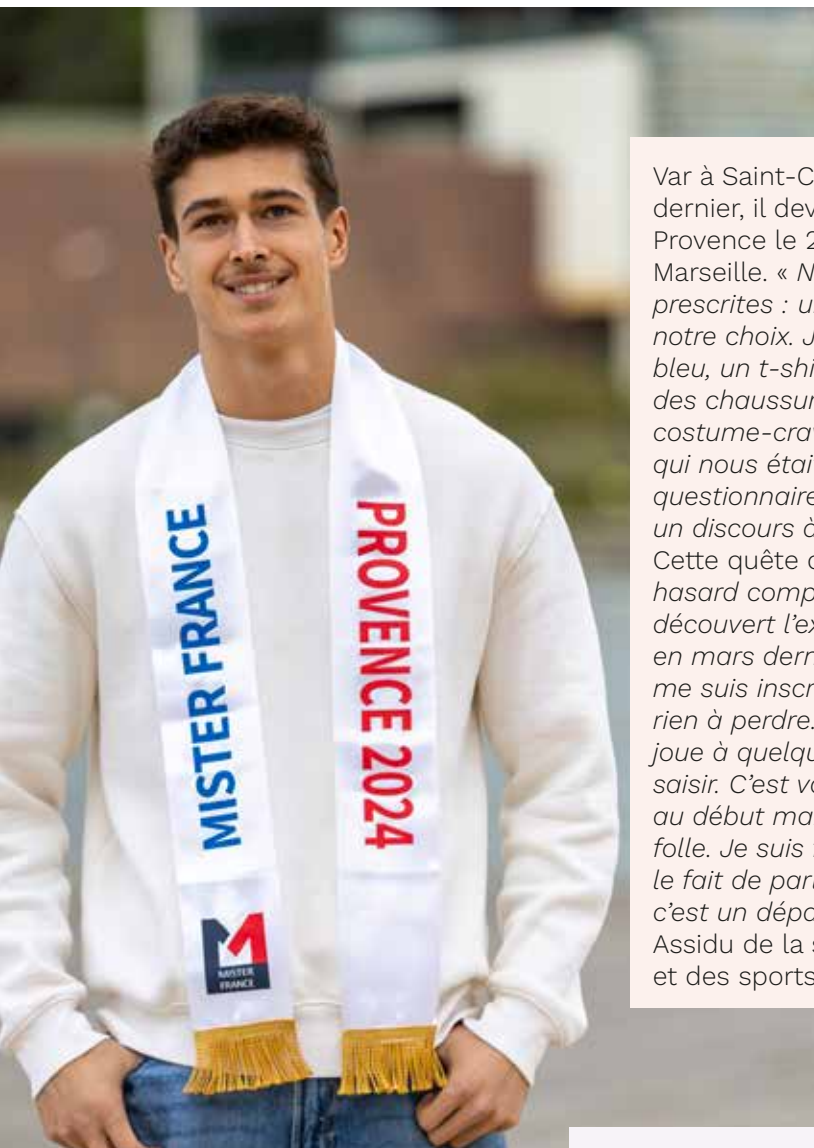 MISTER FRANCE
PROVENCE 2024
MISTER
FRANCE
Var à Saint-C
dernier, il dev
Provence le 2
Marseille. « N
prescrites : u
notre choix. J
bleu, un t-shi
des chaussur
costume-crav
qui nous étai
questionnaire
un discours à
Cette quête d
hasard comp
découvert l'ex
en mars dern
me suis inscr
rien à perdre.
joue à quelqu
saisir. C'est v
au début ma
folle. Je suis
le fait de par
c'est un dépa
Assidu de la s
et des sports